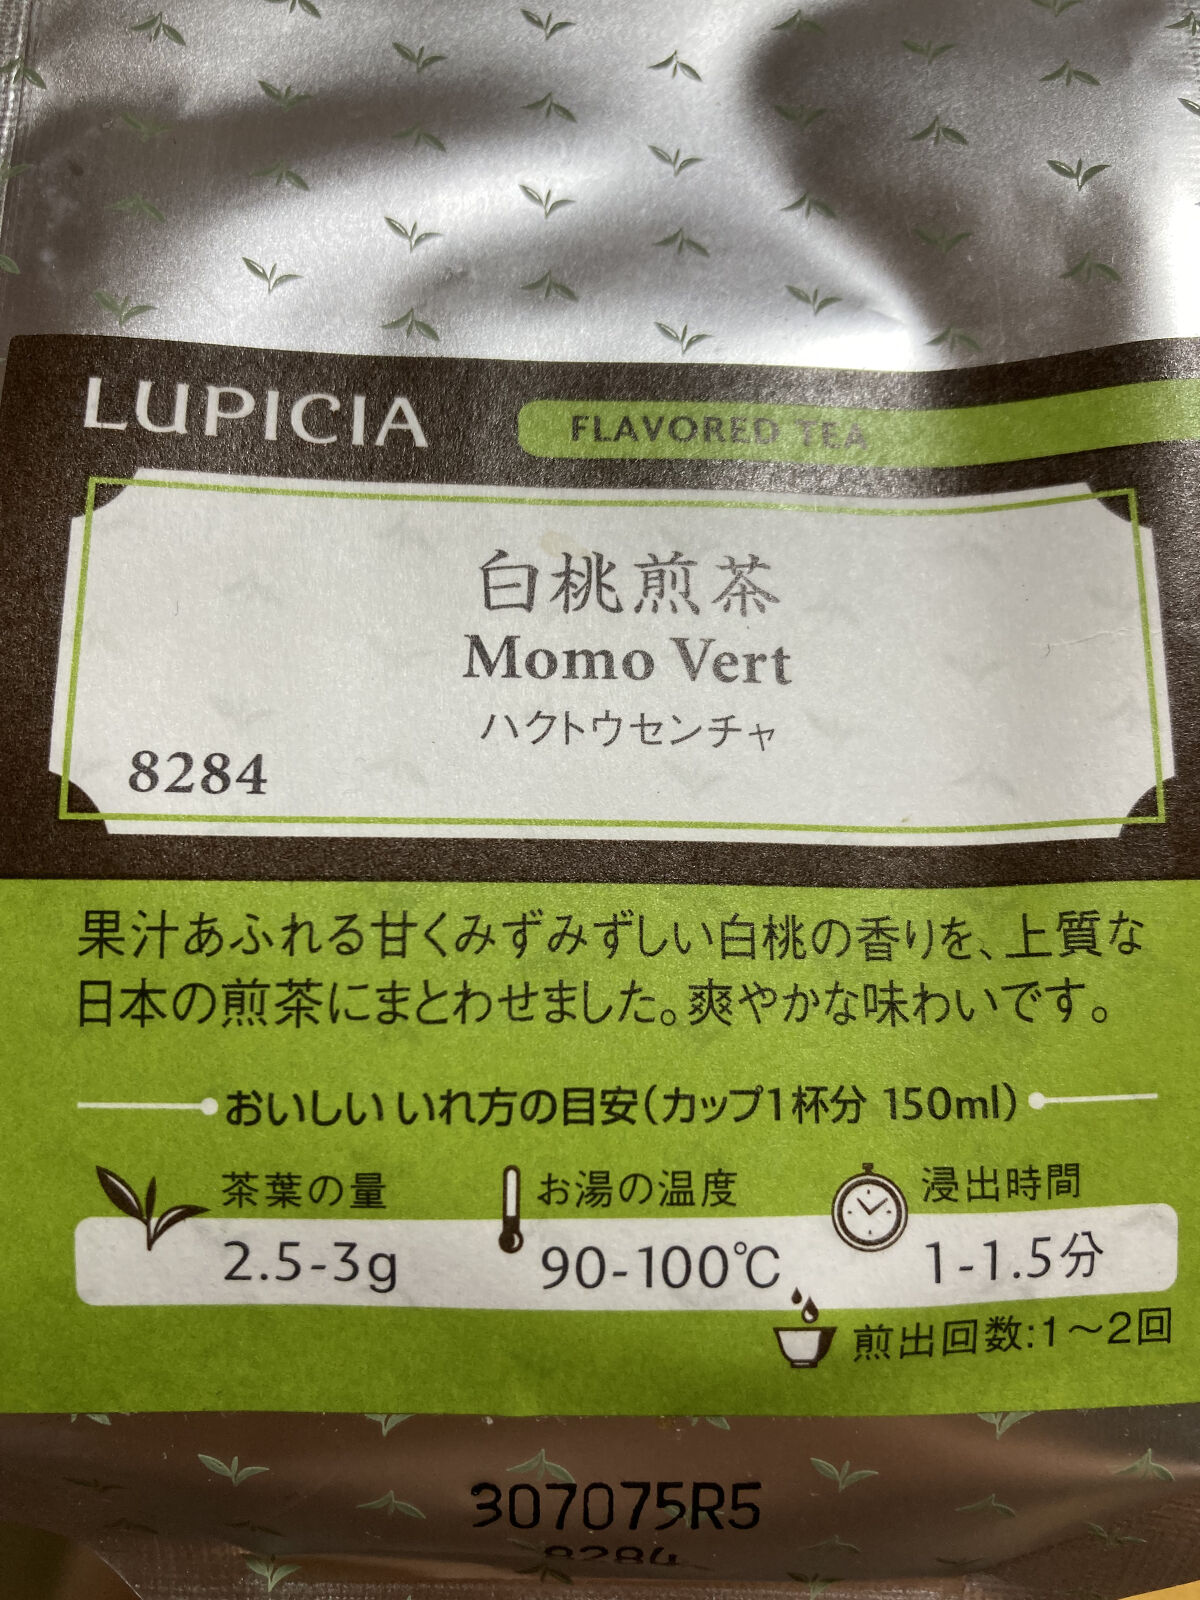 LUPICIA
FLAVORED TEA
白桃煎茶
Momo Vert
ハクトウセンチャ
8284
果汁あふれる甘くみずみずしい白桃の香りを、上質な
日本の煎茶にまとわせました。爽やかな味わいです。
おいしいいれ方の目安(カップ1杯分 150ml)
茶葉の量
2.5-3g
お湯の温度
90-100℃
浸出時間
1-1.5分
煎出回数:1〜2回
307075R5
8284